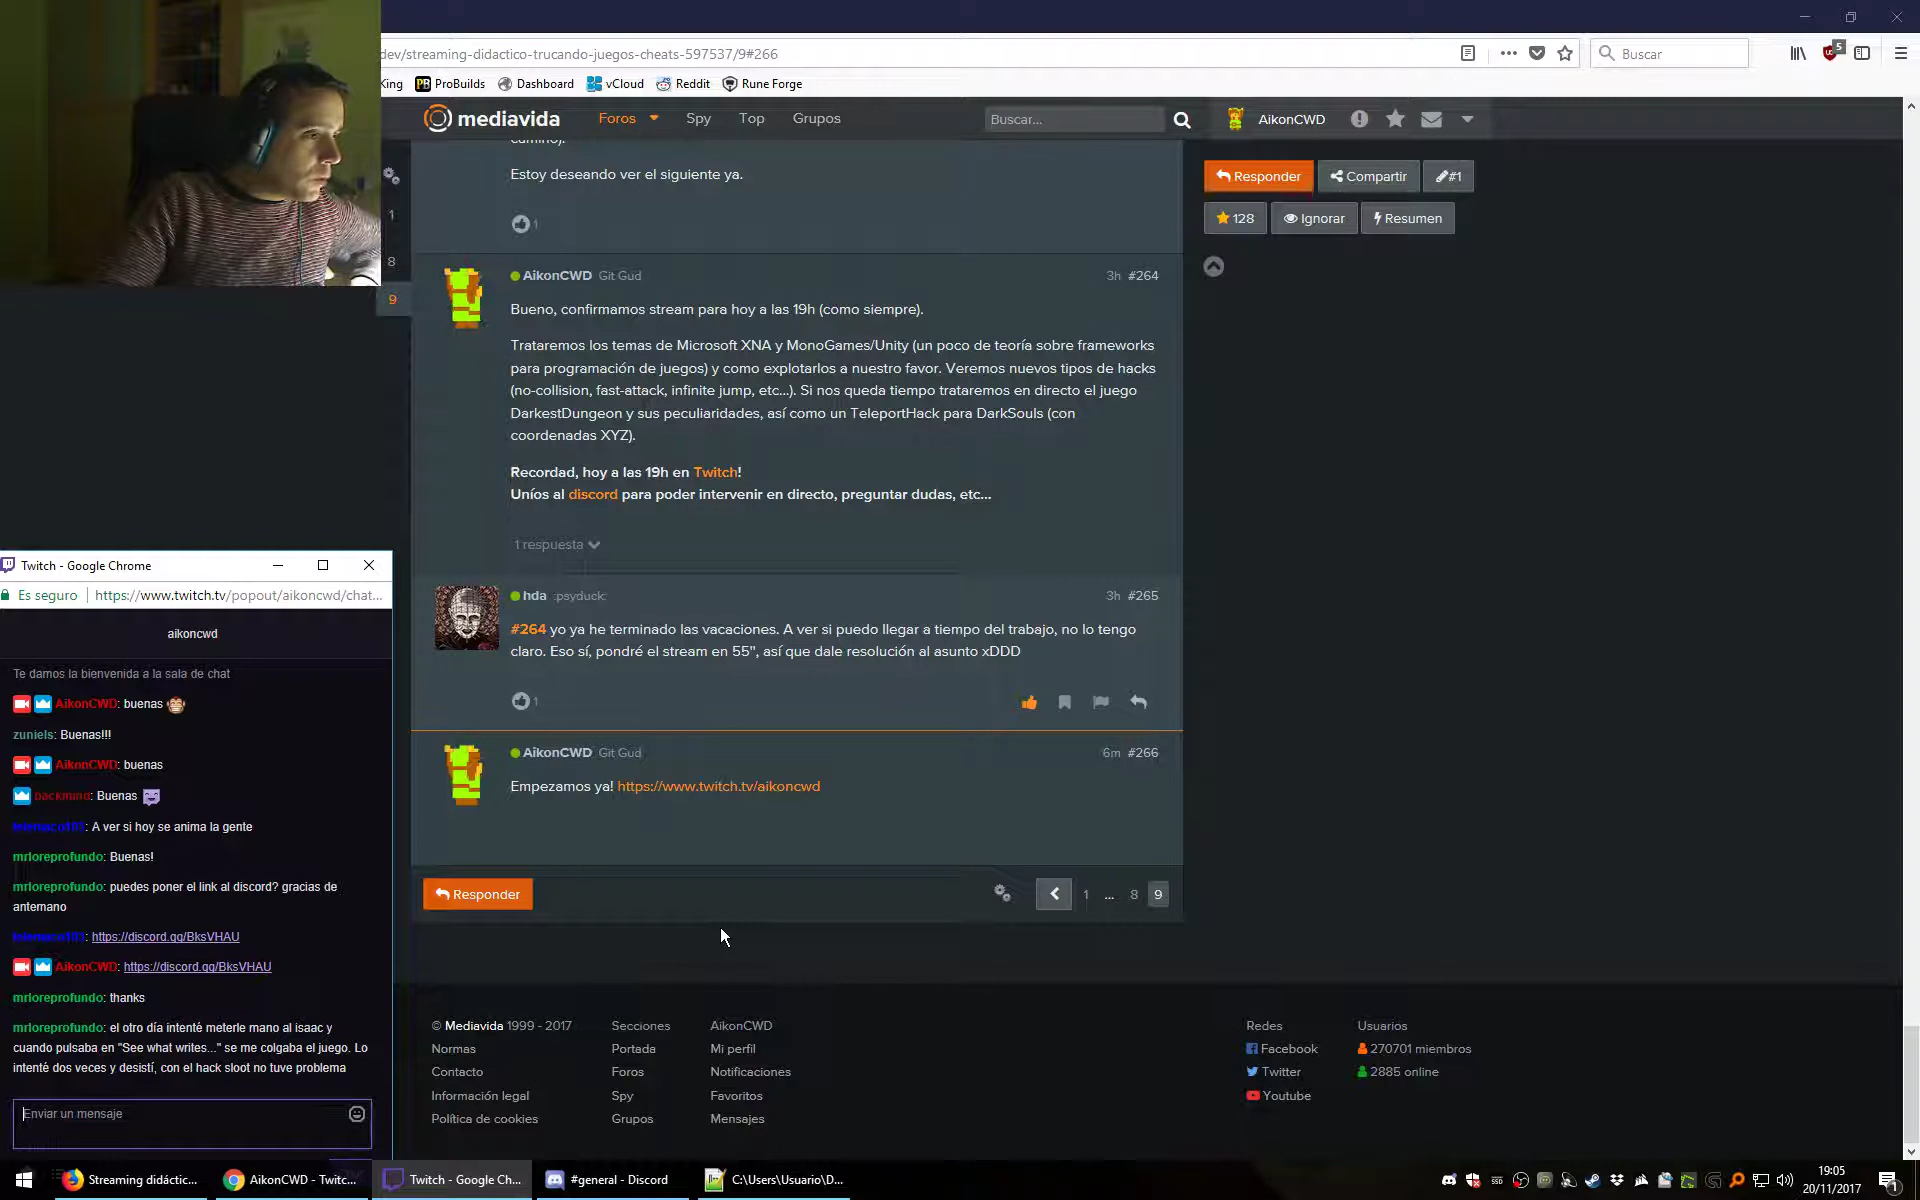 dev/streaming-didactico-trucando-juegos-cheats-597537/9#266
Buscar
5
King
ProBuilds
Dashboard
vCloud
Reddit
Rune Forge
mediavida
Foros
Spy
Top
Grupos
Buscar...
AikonCWD
camino).
Estoy deseando ver el siguiente ya.
1
Responder
Compartir
#1
128
Ignorar
Resumen
1
8
9
AikonCWD Git Gud
3h #264
Bueno, confirmamos stream para hoy a las 19h (como siempre).
Trataremos los temas de Microsoft XNA y MonoGames/Unity (un poco de teoría sobre frameworks
para programación de juegos) y como explotarlos a nuestro favor. Veremos nuevos tipos de hacks
(no-collision, fast-attack, infinite jump, etc...). Si nos queda tiempo trataremos en directo el juego
DarkestDungeon y sus peculiaridades, así como un TeleportHack para DarkSouls (con
coordenadas XYZ).
Recordad, hoy a las 19h en Twitch!
Uníos al discord para poder intervenir en directo, preguntar dudas, etc...
1 respuesta
hda :psyduck:
3h #265
#264 yo ya he terminado las vacaciones. A ver si puedo llegar a tiempo del trabajo, no lo tengo
claro. Eso sí, pondré el stream en 55", así que dale resolución al asunto xDDD
1
AikonCWD Git Gud
6m #266
Empezamos ya! https://www.twitch.tv/aikoncwd
Responder
1 ... 8 9
© Mediavida 1999 - 2017
Normas
Contacto
Información legal
Política de cookies
Secciones
Portada
Foros
Spy
Grupos
AikonCWD
Mi perfil
Notificaciones
Favoritos
Mensajes
Redes
Facebook
Twitter
Youtube
Usuarios
270701 miembros
2885 online
Twitch - Google Chrome
Es seguro https://www.twitch.tv/popout/aikoncwd/chat...
aikoncwd
Te damos la bienvenida a la sala de chat
AikonCWD: buenas
zuniels: Buenas!!!
AikonCWD: buenas
: Buenas
: A ver si hoy se anima la gente
mrloreprofundo: Buenas!
mrloreprofundo: puedes poner el link al discord? gracias de
antemano
: https://discord.gg/BksVHAU
AikonCWD: https://discord.gg/BksVHAU
mrloreprofundo: thanks
mrloreprofundo: el otro día intenté meterle mano al isaac y
cuando pulsaba en "See what writes..." se me colgaba el juego. Lo
intenté dos veces y desistí, con el hack sloot no tuve problema
Enviar un mensaje
Streaming didáctic...
AikonCWD - Twitc...
Twitch - Google Ch...
#general - Discord
C:\Users\Usuario\D...
19:05
20/11/2017
1